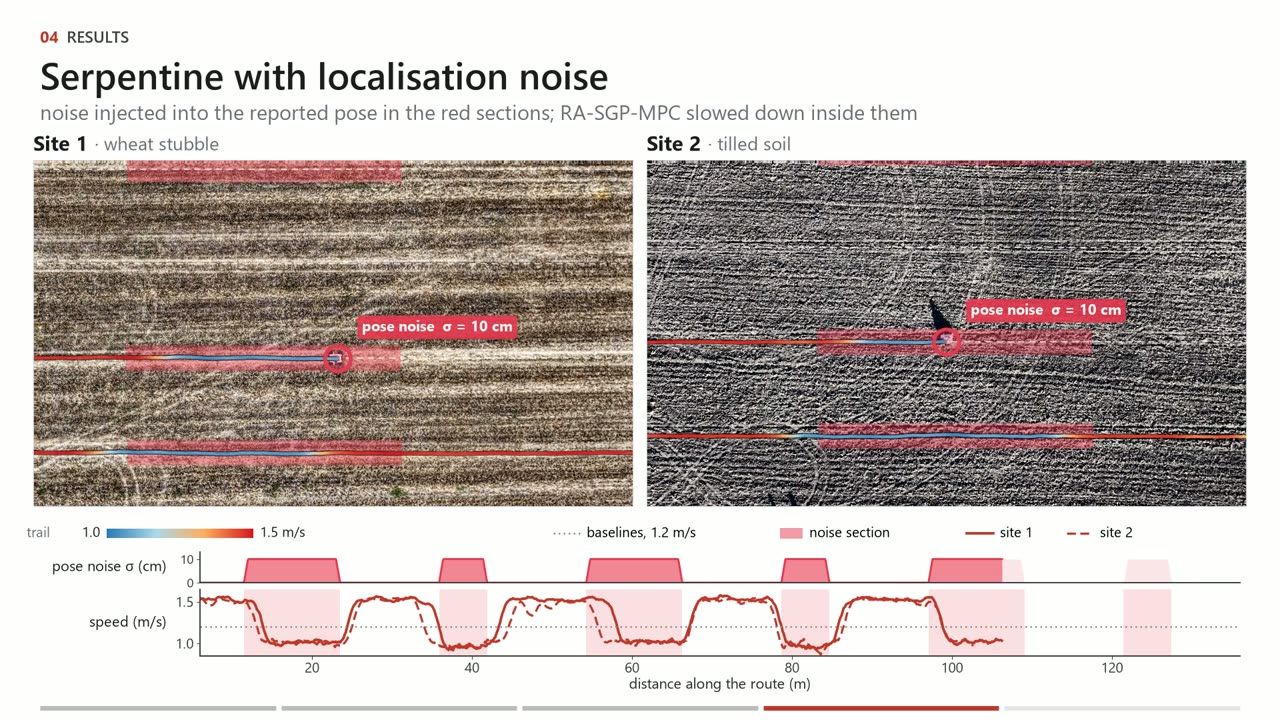 04 RESULTS
Serpentine with localisation noise
noise injected into the reported pose in the red sections; RA-SGP-MPC slowed down inside them
Site 1 · wheat stubble
Site 2 · tilled soil
pose noise σ = 10 cm
pose noise σ = 10 cm
trail 1.0 1.5 m/s
baselines, 1.2 m/s
noise section
site 1
site 2
pose noise σ (cm)
10
0
speed (m/s)
1.5
1.0
20 40 60 80 100 120
distance along the route (m)